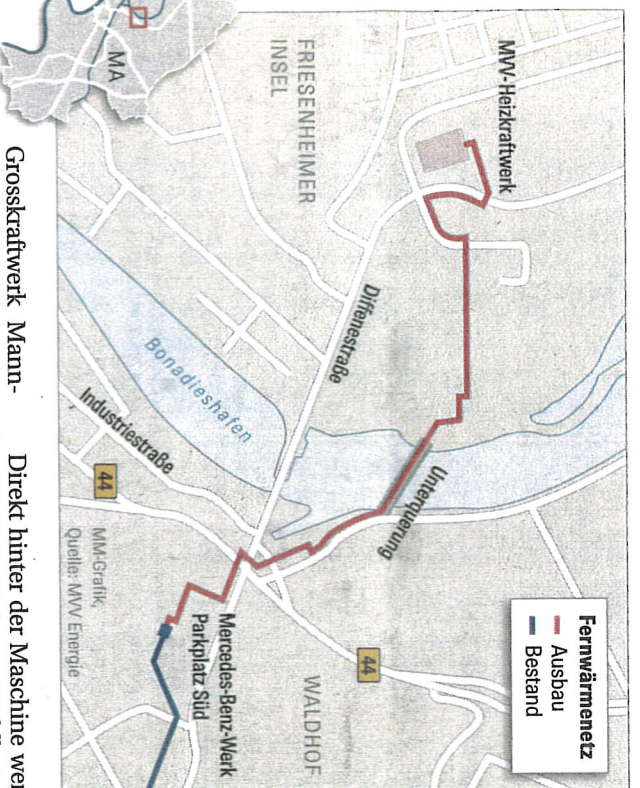 Fernwärmenetz
Ausbau
Bestand
MVV-Heizkraftwerk
FRIESENHEIMER
INSEL
MA
Diffenestraße
Unterquerung
Bonadieshafen
Industriestraße
44
44
WALDHOF
Mercedes-Benz-Werk
Parkplatz Süd
MM-Grafik,
Quelle: MVV Energie
Grosskraftwerk Mann-
Direkt hinter der Maschine wer